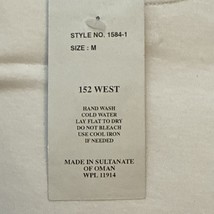 STYLE NO. 1584-1
SIZE : M
152 WEST
HAND WASH
COLD WATER
LAY FLAT TO DRY
DO NOT BLEACH
USE COOL IRON
IF NEEDED
MADE IN SULTANATE
OF OMAN
WPL 11914